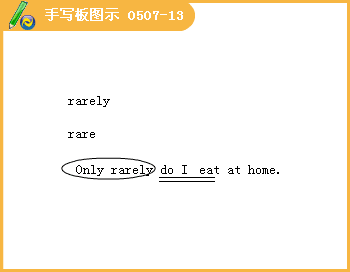 手写板图示 0507-13
rarely
rare
Only rarely do I eat at home.